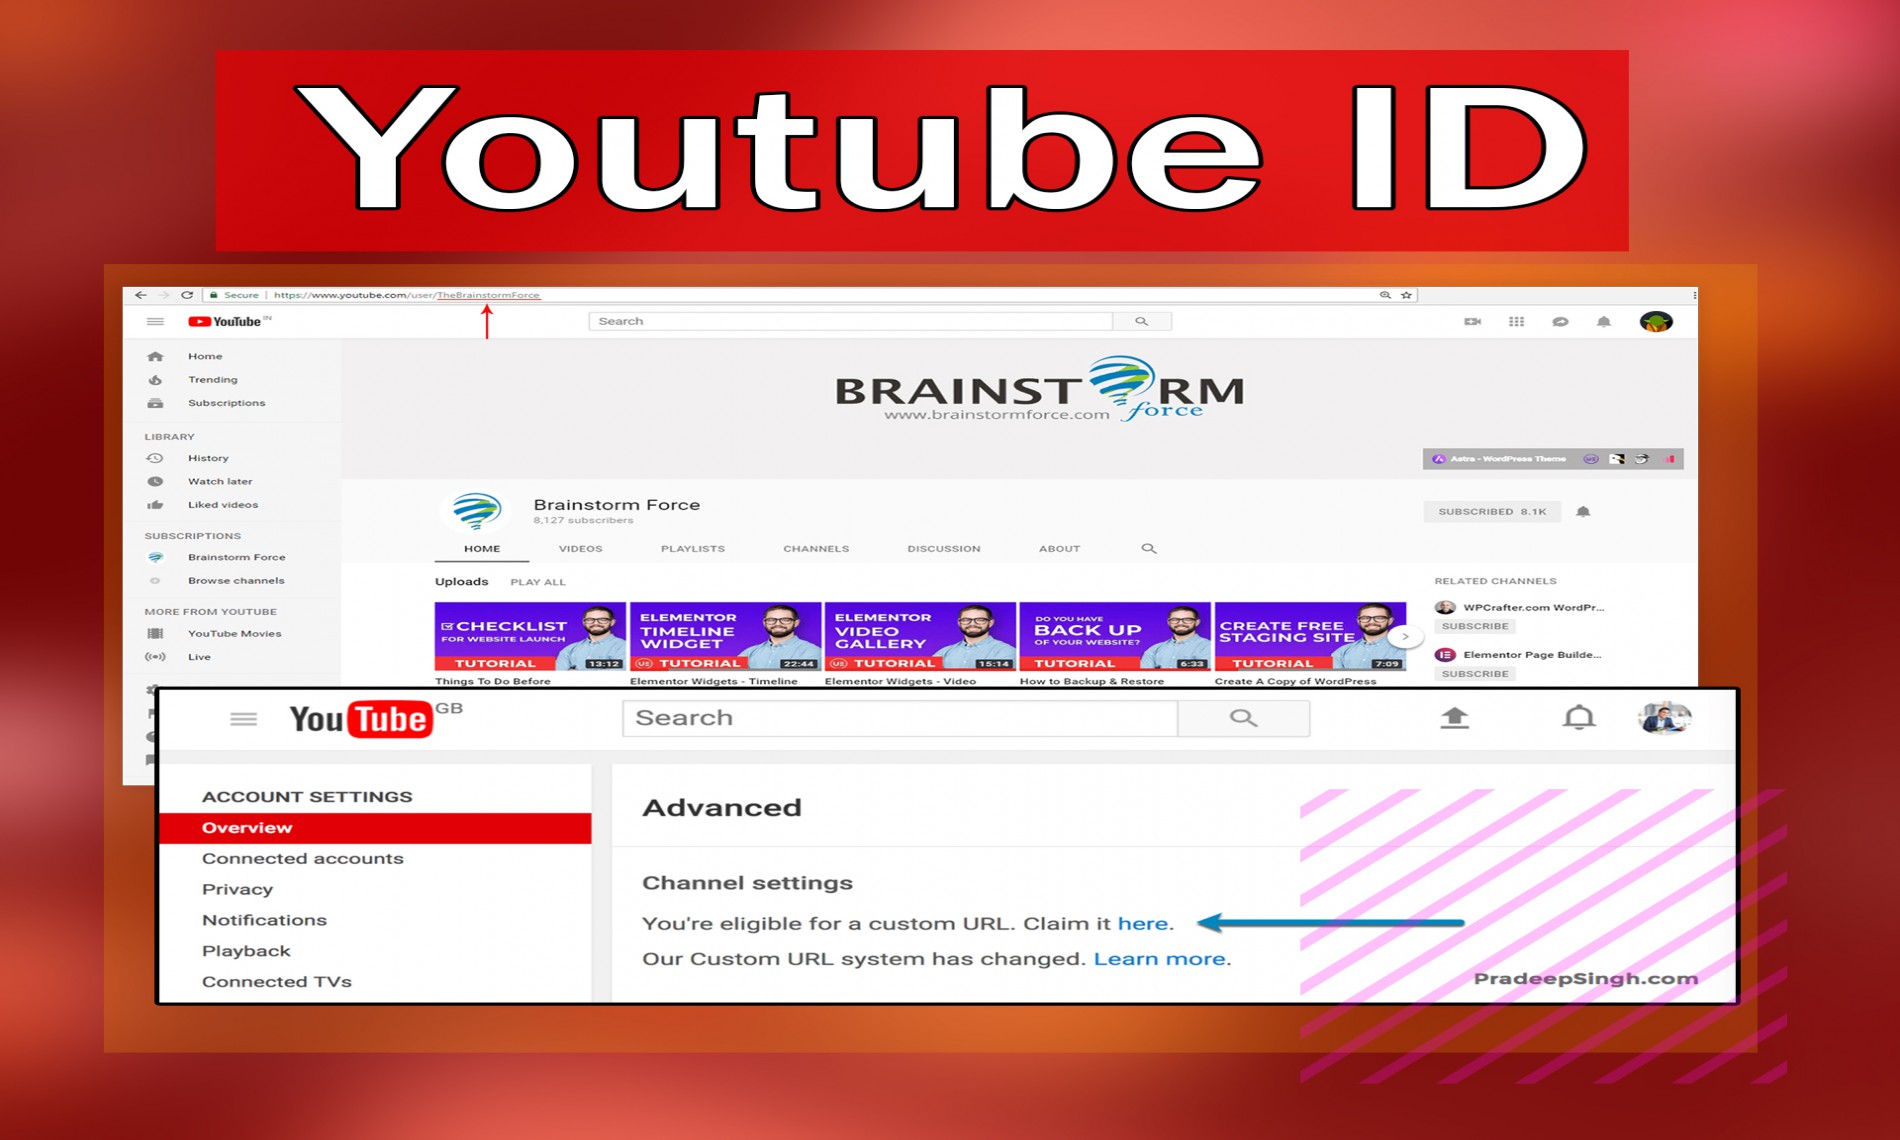 Youtube ID
Secure | https://www.youtube.com/user/TheBrainstormForce
YouTube IN
Search
Home
Trending
Subscriptions
LIBRARY
History
Watch later
Liked videos
SUBSCRIPTIONS
Brainstorm Force
Browse channels
MORE FROM YOUTUBE
YouTube Movies
Live
BRAINSTORM
www.brainstormforce.com force
Astra - WordPress Theme
Brainstorm Force
8,127 subscribers
SUBSCRIBED 8.1K
HOME VIDEOS PLAYLISTS CHANNELS DISCUSSION ABOUT
Uploads PLAY ALL
CHECKLIST
FOR WEBSITE LAUNCH
TUTORIAL
13:12
Things To Do Before
ELEMENTOR
TIMELINE
WIDGET
TUTORIAL
22:44
Elementor Widgets - Timeline
ELEMENTOR
VIDEO
GALLERY
TUTORIAL
15:14
Elementor Widgets - Video
DO YOU HAVE
BACK UP
OF YOUR WEBSITE?
TUTORIAL
6:33
How to Backup & Restore
CREATE FREE
STAGING SITE
TUTORIAL
7:09
Create A Copy of WordPress
RELATED CHANNELS
WPCrafter.com WordPr...
SUBSCRIBE
Elementor Page Builde...
SUBSCRIBE
YouTube GB
Search
ACCOUNT SETTINGS
Overview
Connected accounts
Privacy
Notifications
Playback
Connected TVs
Advanced
Channel settings
You're eligible for a custom URL. Claim it here.
Our Custom URL system has changed. Learn more.
PradeepSingh.com